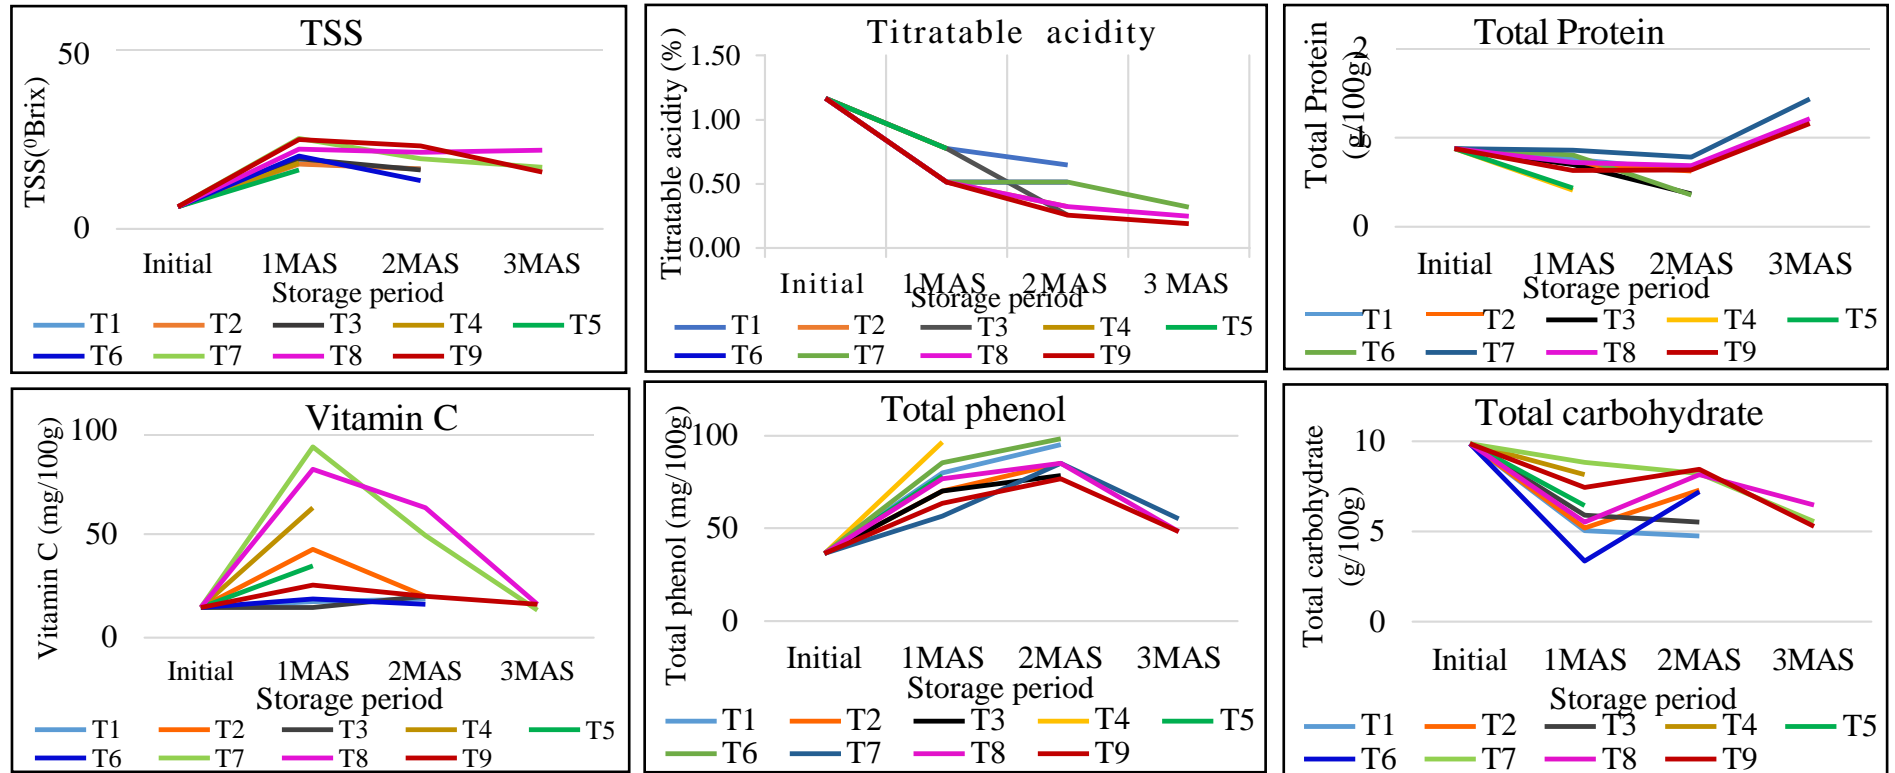 TSS
TSS(⁰Brix)
50
0
Initial 1MAS 2MAS 3MAS
Storage period
T1 T2 T3 T4 T5
T6 T7 T8 T9
Titratable acidity
Titratable acidity (%)
1.50
1.00
0.50
0.00
Initial 1MAS 2MAS 3 MAS
Storage period
T1 T2 T3 T4 T5
T6 T7 T8 T9
Total Protein
Total Protein
(g/100g)
2
1
0
Initial 1MAS 2MAS 3MAS
Storage period
T1 T2 T3 T4 T5
T6 T7 T8 T9
Vitamin C
Vitamin C (mg/100g)
100
50
0
Initial 1MAS 2MAS 3MAS
Storage period
T1 T2 T3 T4 T5
T6 T7 T8 T9
Total phenol
Total phenol (mg/100g)
100
50
0
Initial 1MAS 2MAS 3MAS
Storage period
T1 T2 T3 T4 T5
T6 T7 T8 T9
Total carbohydrate
Total carbohydrate
(g/100g)
10
5
0
Initial 1MAS 2MAS 3MAS
Storage period
T1 T2 T3 T4 T5
T6 T7 T8 T9